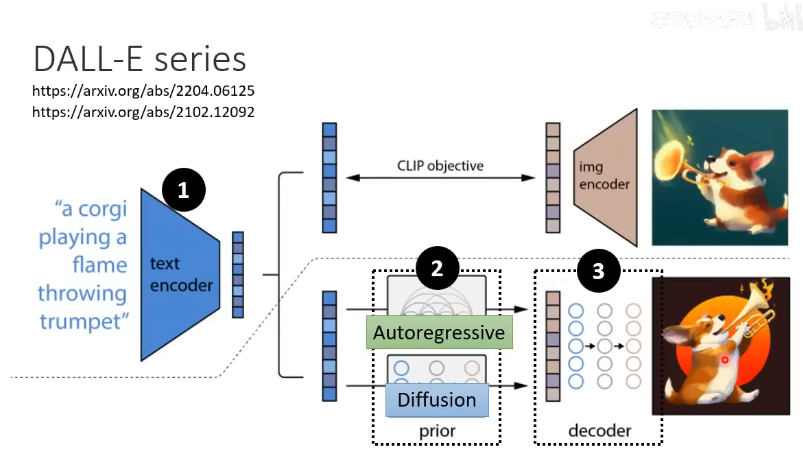 DALL-E series
https://arxiv.org/abs/2204.06125
https://arxiv.org/abs/2102.12092
"a corgi
playing a
flame
throwing
trumpet"
1
text
encoder
CLIP objective
img
encoder
2
Autoregressive
Diffusion
prior
3
decoder